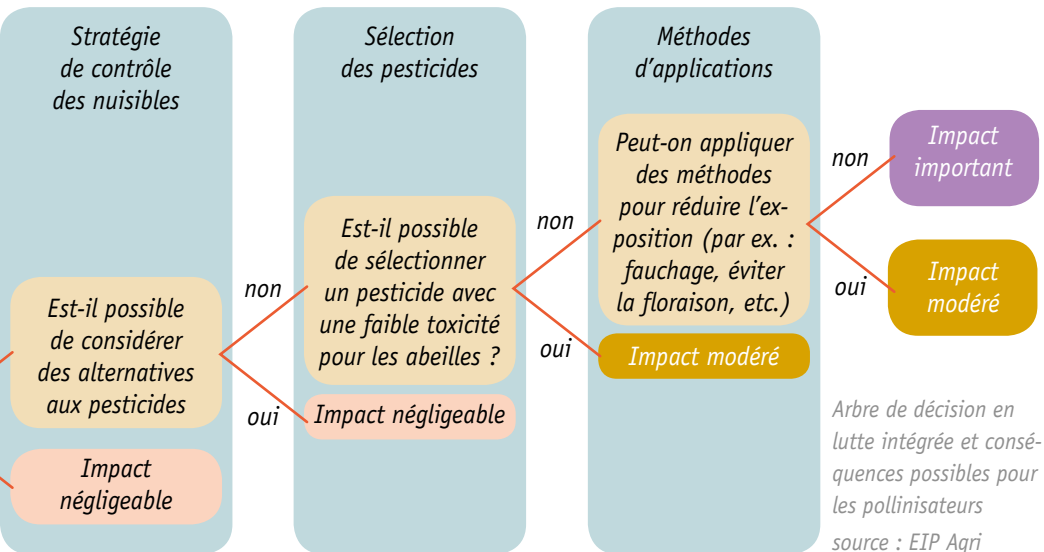 Stratégie
de contrôle
des nuisibles
Est-il possible
de considérer
des alternatives
aux pesticides
Impact
négligeable
non
oui
Sélection
des pesticides
Est-il possible
de sélectionner
un pesticide avec
une faible toxicité
pour les abeilles ?
Impact négligeable
non
oui
Méthodes
d'applications
Peut-on appliquer
des méthodes
pour réduire l'ex-
position (par ex. :
fauchage, éviter
la floraison, etc.)
Impact modéré
non
oui
Impact
important
Impact
modéré
Arbre de décision en
lutte intégrée et consé-
quences possibles pour
les pollinisateurs
source : EIP Agri